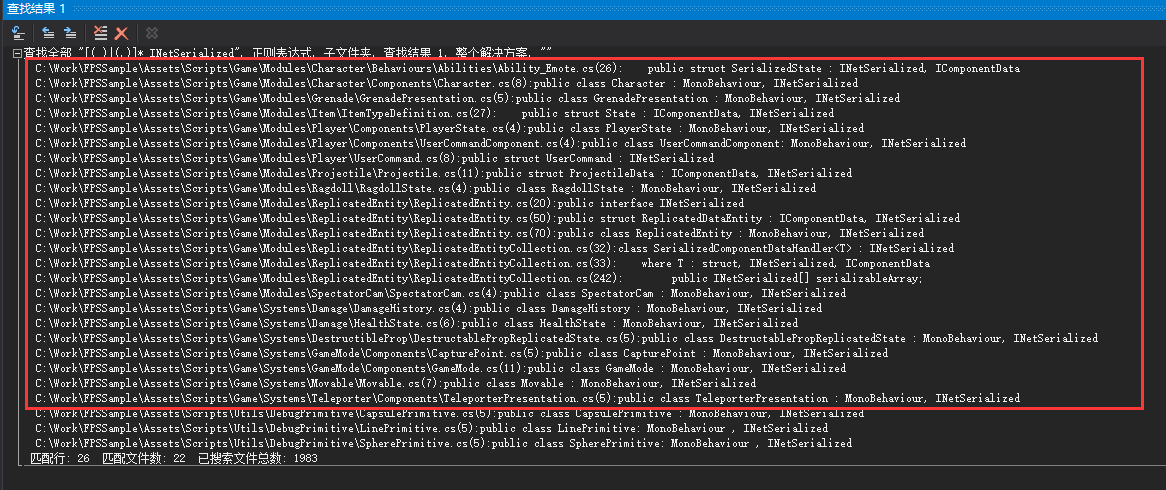 查找结果 1
查找全部 "[( )|(,)]* INetSerialized", 正则表达式, 子文件夹, 查找结果 1, 整个解决方案, ""
C:\Work\FPSSample\Assets\Scripts\Game\Modules\Character\Behaviours\Abilities\Ability_Emote.cs(26):    public struct SerializedState : INetSerialized, IComponentData
C:\Work\FPSSample\Assets\Scripts\Game\Modules\Character\Components\Character.cs(6):public class Character : MonoBehaviour, INetSerialized
C:\Work\FPSSample\Assets\Scripts\Game\Modules\Grenade\GrenadePresentation.cs(5):public class GrenadePresentation : MonoBehaviour, INetSerialized
C:\Work\FPSSample\Assets\Scripts\Game\Modules\Item\ItemTypeDefinition.cs(27):    public struct State : IComponentData, INetSerialized
C:\Work\FPSSample\Assets\Scripts\Game\Modules\Player\Components\PlayerState.cs(4):public class PlayerState : MonoBehaviour, INetSerialized
C:\Work\FPSSample\Assets\Scripts\Game\Modules\Player\Components\UserCommandComponent.cs(4):public class UserCommandComponent: MonoBehaviour, INetSerialized
C:\Work\FPSSample\Assets\Scripts\Game\Modules\Player\UserCommand.cs(8):public struct UserCommand : INetSerialized
C:\Work\FPSSample\Assets\Scripts\Game\Modules\Projectile\Projectile.cs(11):public struct ProjectileData : IComponentData, INetSerialized
C:\Work\FPSSample\Assets\Scripts\Game\Modules\Ragdoll\RagdollState.cs(4):public class RagdollState : MonoBehaviour, INetSerialized
C:\Work\FPSSample\Assets\Scripts\Game\Modules\ReplicatedEntity\ReplicatedEntity.cs(20):public interface INetSerialized
C:\Work\FPSSample\Assets\Scripts\Game\Modules\ReplicatedEntity\ReplicatedEntity.cs(50):public struct ReplicatedDataEntity : IComponentData, INetSerialized
C:\Work\FPSSample\Assets\Scripts\Game\Modules\ReplicatedEntity\ReplicatedEntity.cs(70):public class ReplicatedEntity : MonoBehaviour, INetSerialized
C:\Work\FPSSample\Assets\Scripts\Game\Modules\ReplicatedEntity\ReplicatedEntityCollection.cs(32):class SerializedComponentDataHandler<T> : INetSerialized
C:\Work\FPSSample\Assets\Scripts\Game\Modules\ReplicatedEntity\ReplicatedEntityCollection.cs(33):    where T : struct, INetSerialized, IComponentData
C:\Work\FPSSample\Assets\Scripts\Game\Modules\ReplicatedEntity\ReplicatedEntityCollection.cs(242):        public INetSerialized[] serializableArray;
C:\Work\FPSSample\Assets\Scripts\Game\Modules\SpectatorCam\SpectatorCam.cs(4):public class SpectatorCam : MonoBehaviour, INetSerialized
C:\Work\FPSSample\Assets\Scripts\Game\Systems\Damage\DamageHistory.cs(4):public class DamageHistory : MonoBehaviour, INetSerialized
C:\Work\FPSSample\Assets\Scripts\Game\Systems\Damage\HealthState.cs(6):public class HealthState : MonoBehaviour, INetSerialized
C:\Work\FPSSample\Assets\Scripts\Game\Systems\DestructibleProp\DestructablePropReplicatedState.cs(5):public class DestructablePropReplicatedState : MonoBehaviour, INetSerialized
C:\Work\FPSSample\Assets\Scripts\Game\Systems\GameMode\Components\CapturePoint.cs(5):public class CapturePoint : MonoBehaviour, INetSerialized
C:\Work\FPSSample\Assets\Scripts\Game\Systems\GameMode\Components\GameMode.cs(11):public class GameMode : MonoBehaviour, INetSerialized
C:\Work\FPSSample\Assets\Scripts\Game\Systems\Movable\Movable.cs(7):public class Movable : MonoBehaviour, INetSerialized
C:\Work\FPSSample\Assets\Scripts\Game\Systems\Teleporter\Components\TeleporterPresentation.cs(5):public class TeleporterPresentation : MonoBehaviour, INetSerialized
C:\Work\FPSSample\Assets\Scripts\Utils\DebugPrimitive\CapsulePrimitive.cs(5):public class CapsulePrimitive : MonoBehaviour, INetSerialized
C:\Work\FPSSample\Assets\Scripts\Utils\DebugPrimitive\LinePrimitive.cs(5):public class LinePrimitive: MonoBehaviour , INetSerialized
C:\Work\FPSSample\Assets\Scripts\Utils\DebugPrimitive\SpherePrimitive.cs(5):public class SpherePrimitive: MonoBehaviour , INetSerialized
匹配行: 26  匹配文件数: 22  已搜索文件总数: 1983